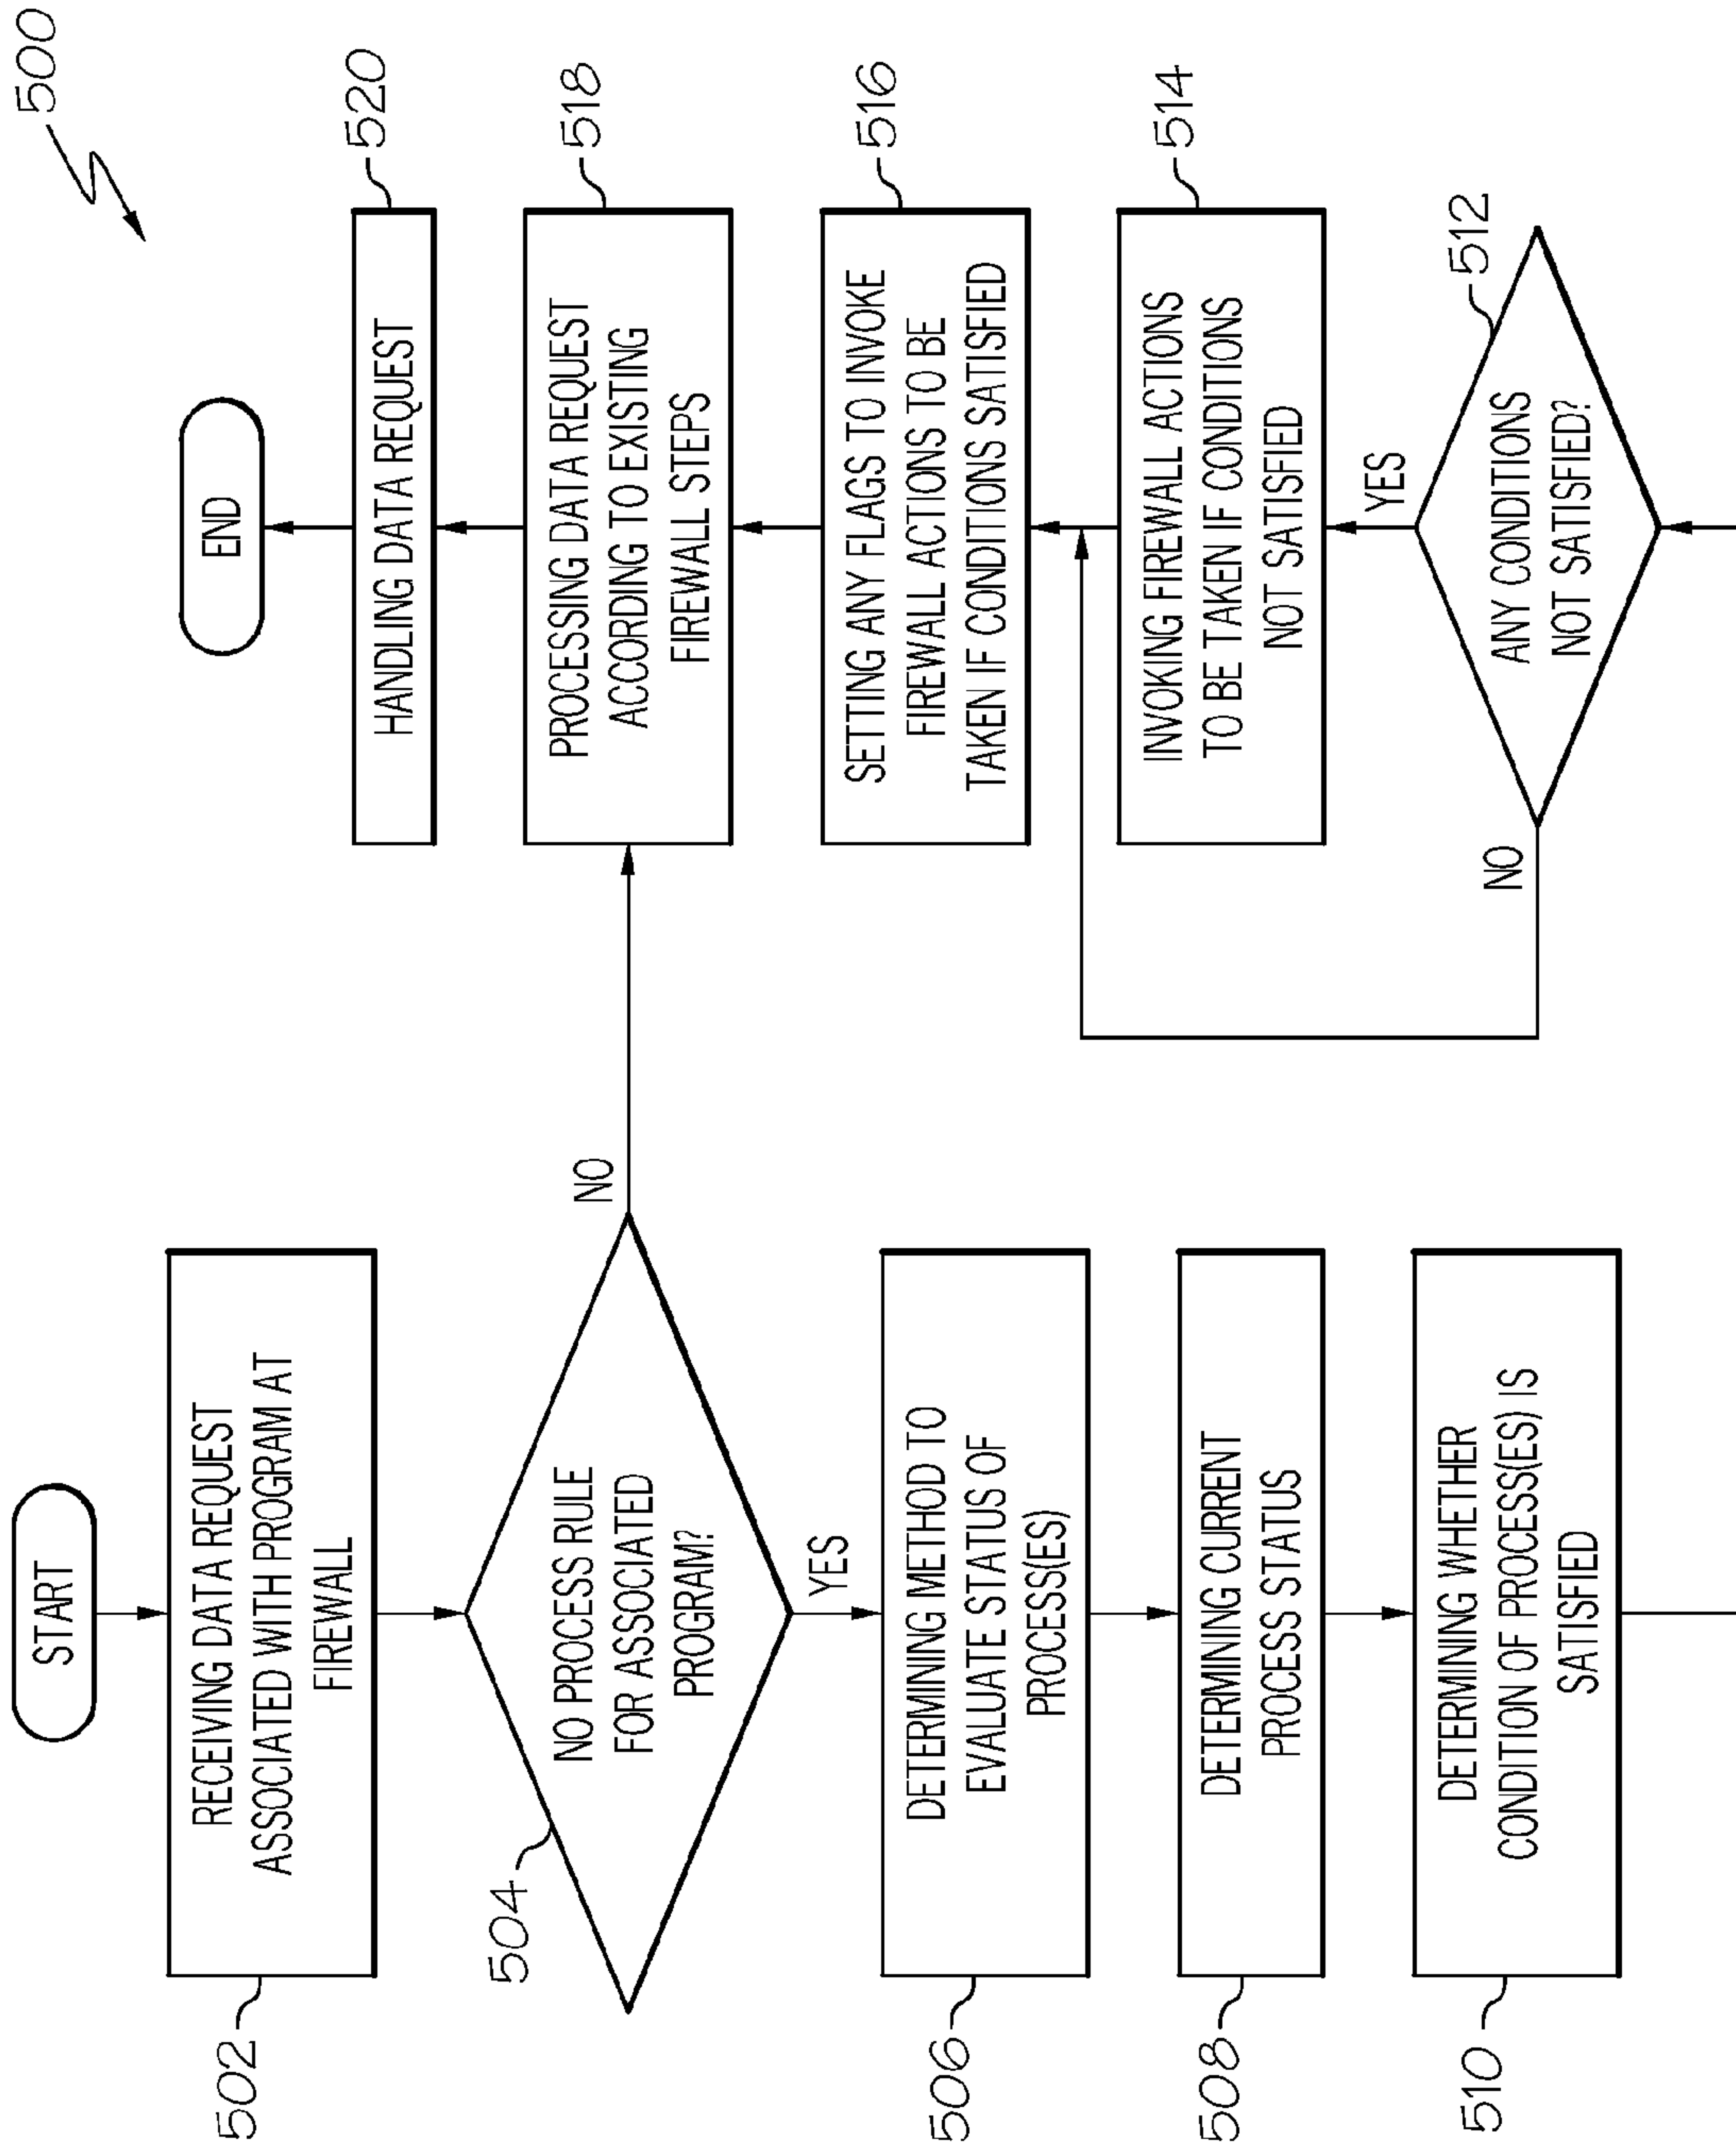 500
START
RECEIVING DATA REQUEST
ASSOCIATED WITH PROGRAM AT
FIREWALL
502
NO PROCESS RULE
FOR ASSOCIATED
PROGRAM?
504
NO
YES
DETERMINING METHOD TO
EVALUATE STATUS OF
PROCESS(ES)
506
DETERMINING CURRENT
PROCESS STATUS
508
DETERMINING WHETHER
CONDITION OF PROCESS(ES) IS
SATISFIED
510
ANY CONDITIONS
NOT SATISFIED?
512
NO
YES
INVOKING FIREWALL ACTIONS
TO BE TAKEN IF CONDITIONS
NOT SATISFIED
514
SETTING ANY FLAGS TO INVOKE
FIREWALL ACTIONS TO BE
TAKEN IF CONDITIONS SATISFIED
516
PROCESSING DATA REQUEST
ACCORDING TO EXISTING
FIREWALL STEPS
518
HANDLING DATA REQUEST
520
END